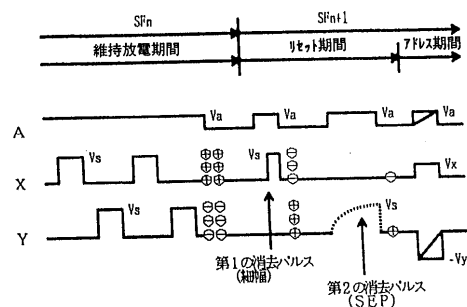 SFn SFn+1
維持放電期間 リセット期間 アドレス期間
A Va Va Va Va
X Vs Vs Vx
⊕⊕ ⊖
⊕⊕ ⊖
⊕⊕
Y Vs Vs -Vy
⊖⊖ ⊕
⊖⊖ ⊕
⊖⊖ ⊕
第1の消去パルス
(細幅)
第2の消去パルス
(SEP)